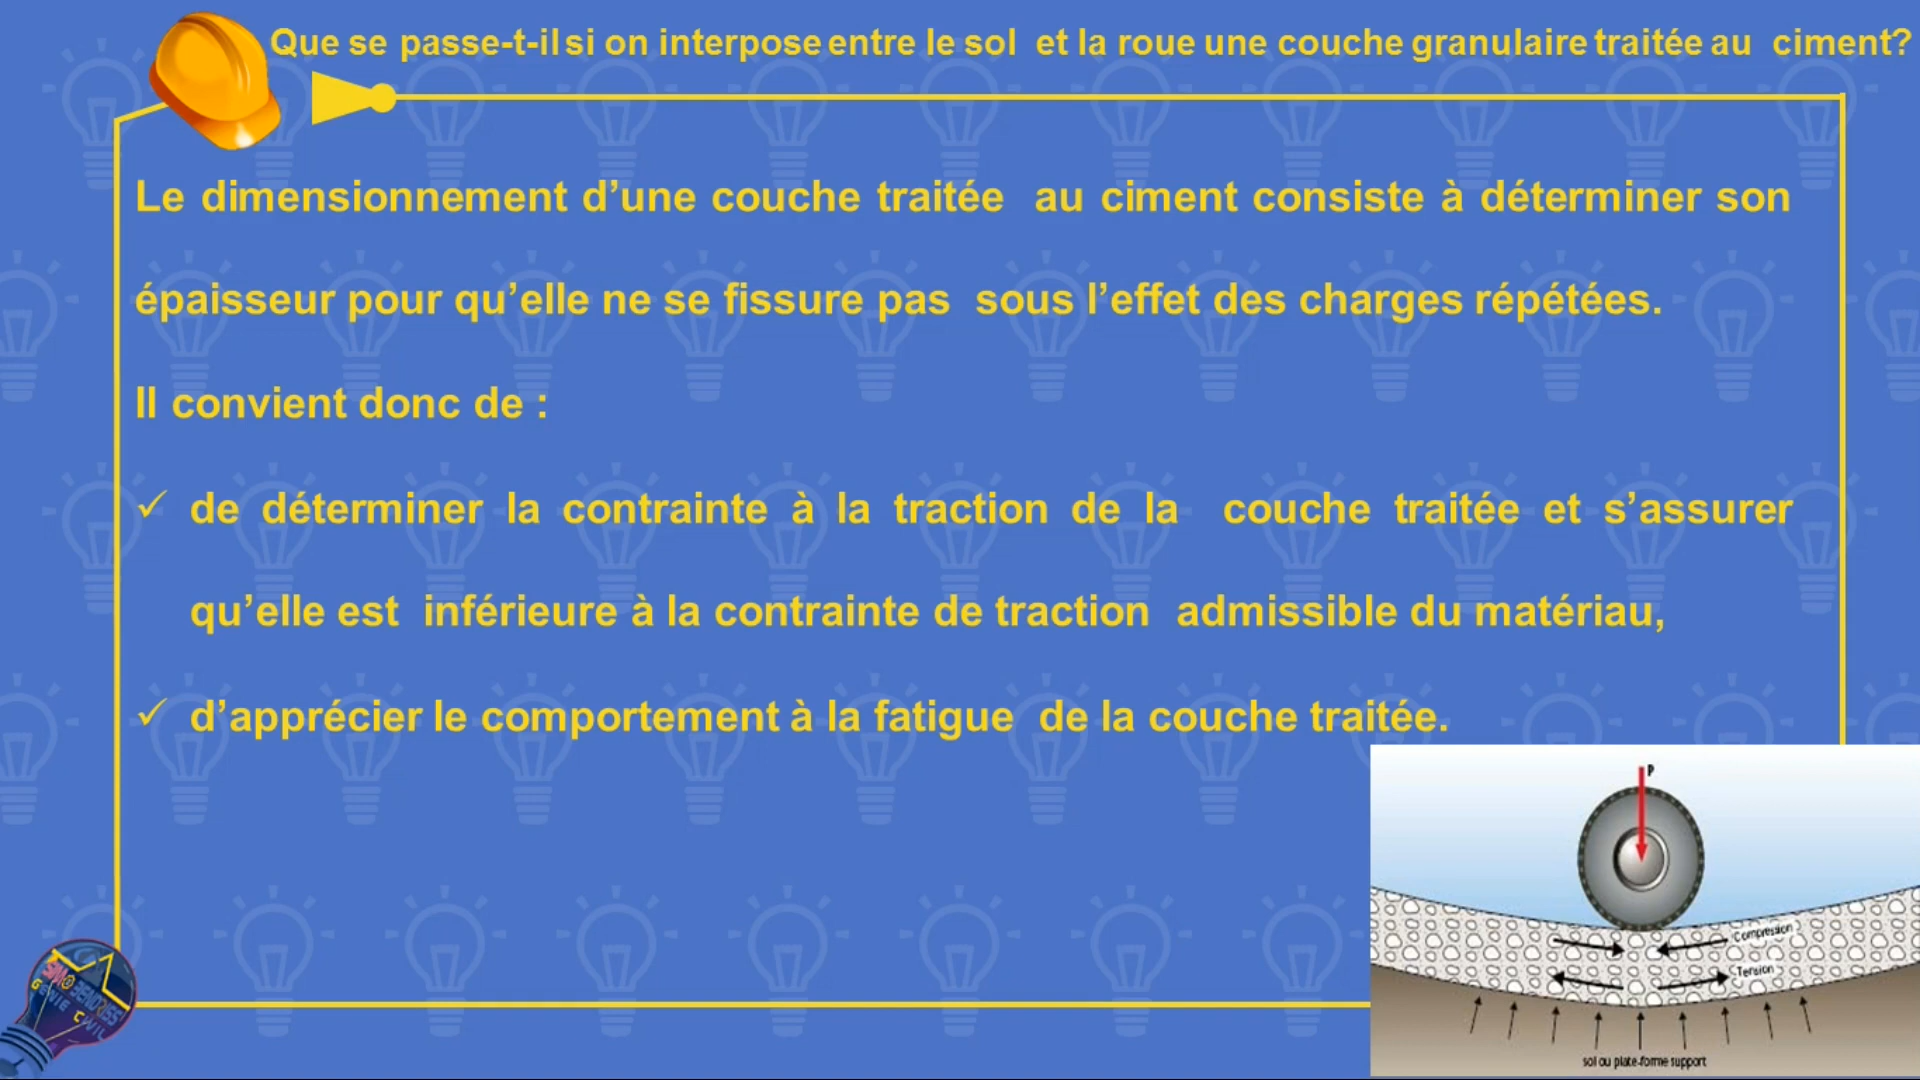 Que se passe-t-il si on interpose entre le sol et la roue une couche granulaire traitée au ciment?
Le dimensionnement d’une couche traitée au ciment consiste à déterminer son
épaisseur pour qu’elle ne se fissure pas sous l’effet des charges répétées.
Il convient donc de :
✓ de déterminer la contrainte à la traction de la couche traitée et s’assurer
qu’elle est inférieure à la contrainte de traction admissible du matériau,
✓ d’apprécier le comportement à la fatigue de la couche traitée.
P
Compression
Tension
sol ou plate-forme support
GENIE CIVIL